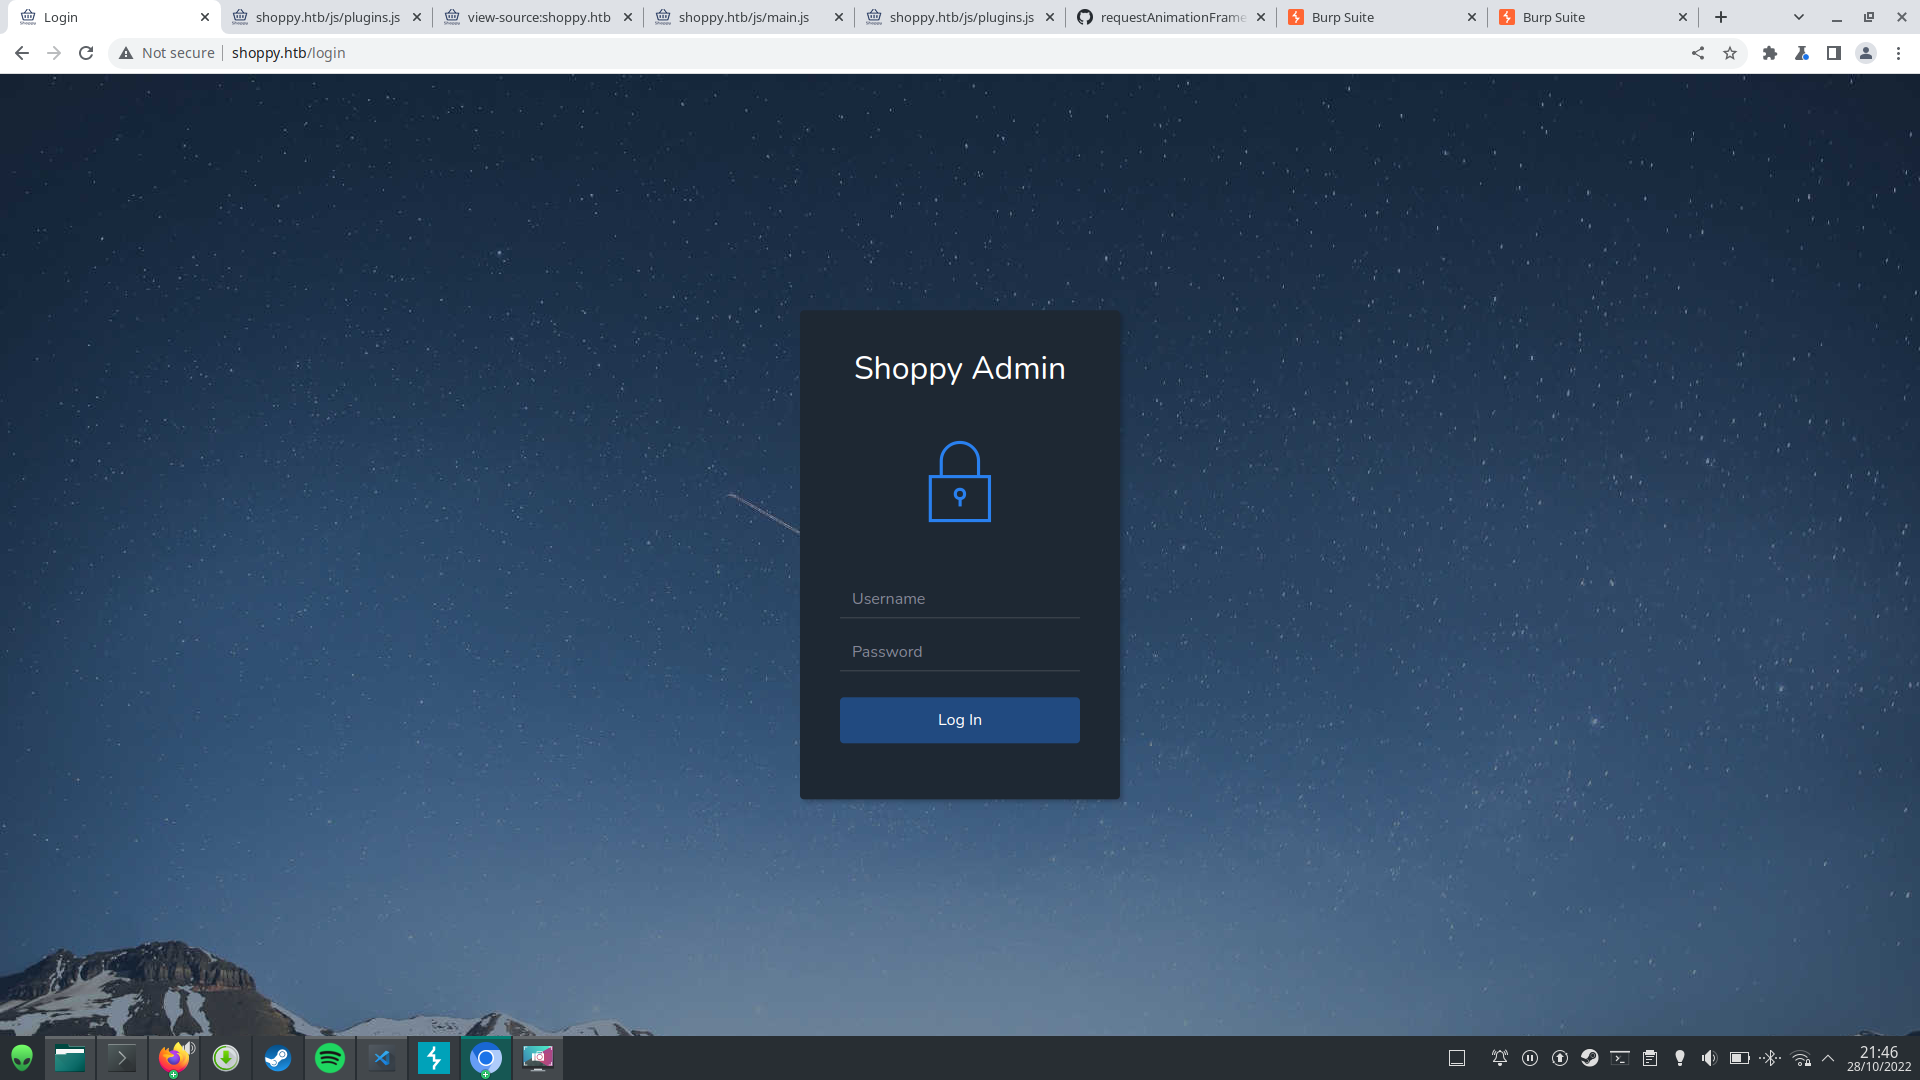 Login
shoppy.htb/js/plugins.js
view-source:shoppy.htb
shoppy.htb/js/main.js
shoppy.htb/js/plugins.js
requestAnimationFrame
Burp Suite
Burp Suite
Not secure
shoppy.htb/login
Shoppy Admin
Username
Password
Log In
21:46
28/10/2022